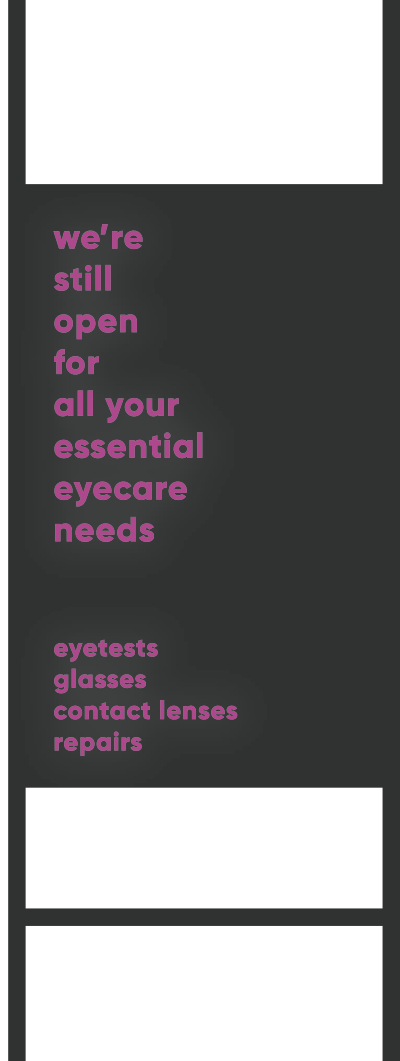 we're
still
open
for
all your
essential
eyecare
needs
eyetests
glasses
contact lenses
repairs